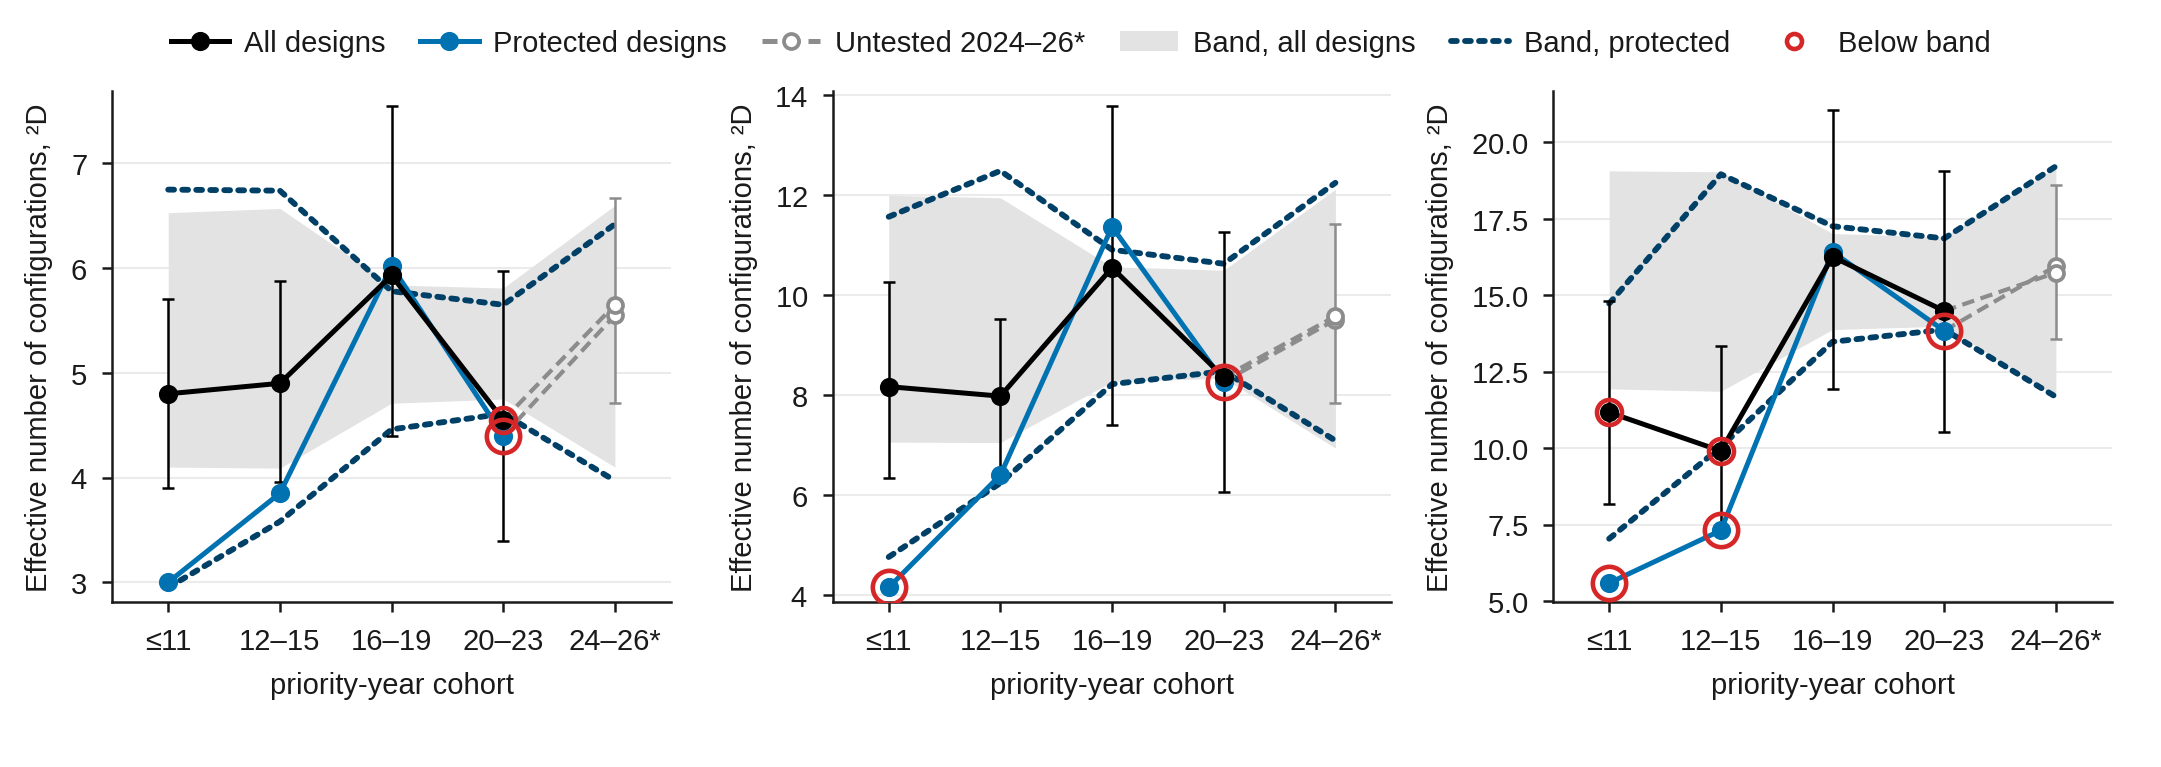 All designs Protected designs Untested 2024–26* Band, all designs Band, protected Below band
Effective number of configurations, ²D
7
6
5
4
3
≤11 12–15 16–19 20–23 24–26*
priority-year cohort
Effective number of configurations, ²D
14
12
10
8
6
4
≤11 12–15 16–19 20–23 24–26*
priority-year cohort
Effective number of configurations, ²D
20.0
17.5
15.0
12.5
10.0
7.5
5.0
≤11 12–15 16–19 20–23 24–26*
priority-year cohort